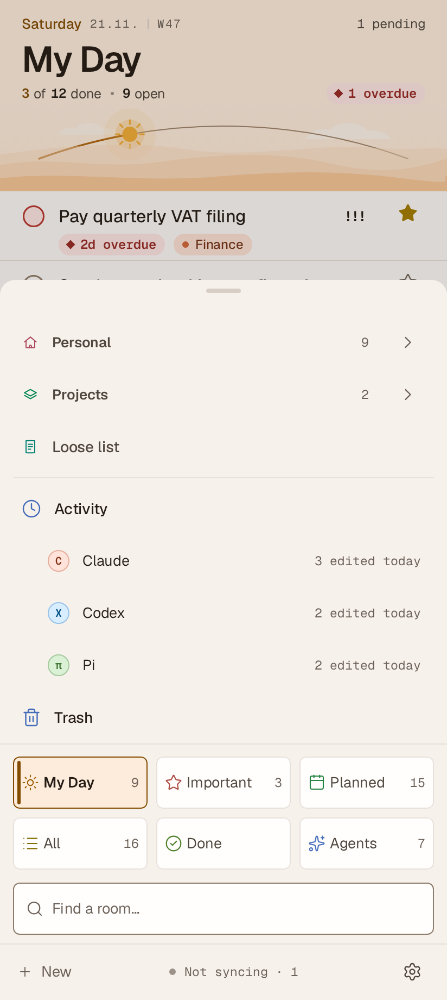 Saturday 21.11. | W47
1 pending
My Day
3 of 12 done • 9 open
1 overdue
Pay quarterly VAT filing
!!!
2d overdue
Finance
Personal 9
Projects 2
Loose list
Activity
C Claude 3 edited today
X Codex 2 edited today
π Pi 2 edited today
Trash
My Day 9
Important 3
Planned 15
All 16
Done
Agents 7
Find a room…
+ New
Not syncing · 1